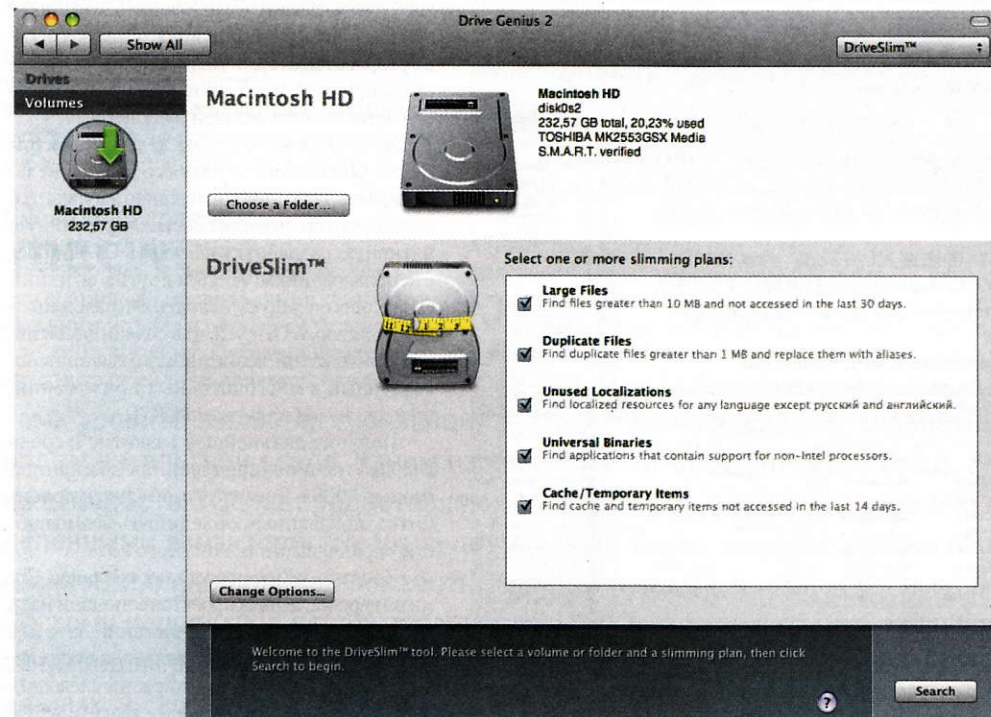 Drive Genius 2
Show All
DriveSlim™
Drives
Volumes
Macintosh HD
232,57 GB
Macintosh HD
Choose a Folder...
Macintosh HD
disk0s2
232,57 GB total, 20,23% used
TOSHIBA MK2553GSX Media
S.M.A.R.T. verified
DriveSlim™
Select one or more slimming plans:
Large Files
Find files greater than 10 MB and not accessed in the last 30 days.
Duplicate Files
Find duplicate files greater than 1 MB and replace them with aliases.
Unused Localizations
Find localized resources for any language except русский and английский.
Universal Binaries
Find applications that contain support for non-Intel processors.
Cache/Temporary Items
Find cache and temporary items not accessed in the last 14 days.
Change Options...
Welcome to the DriveSlim™ tool. Please select a volume or folder and a slimming plan, then click
Search to begin.
?
Search